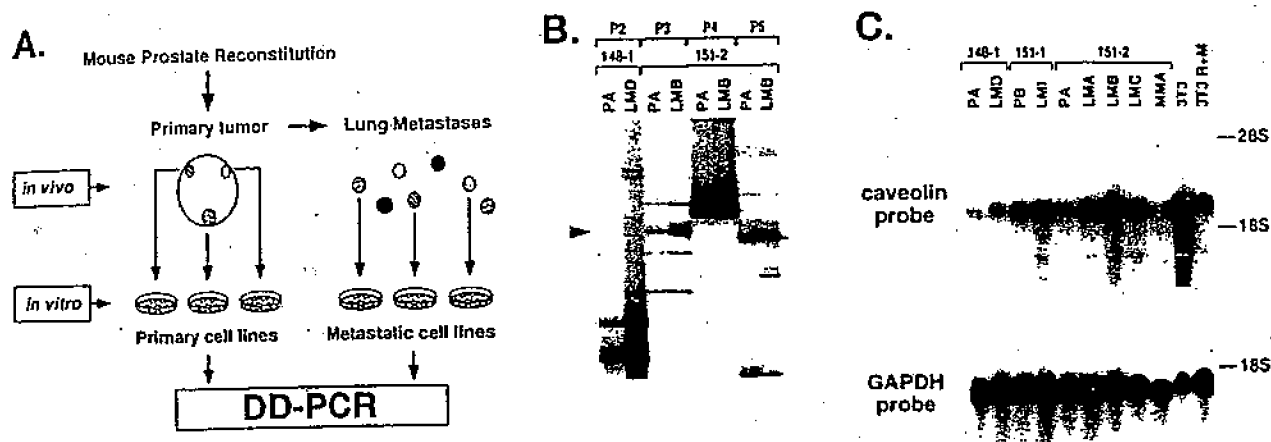 A.
Mouse Prostate Reconstitution
Primary tumor
Lung Metastases
in vivo
in vitro
Primary cell lines
Metastatic cell lines
DD-PCR
B.
P2 P3 P4 P5
148-1 151-2
PA LMD PA LMB PA LMB PA LMB
C.
148-1 151-1 151-2
PA LMD PB LM1 PA LMA LMB LMC MMA 3T3 3T3 R+M
28S
caveolin
probe
18S
18S
GAPDH
probe